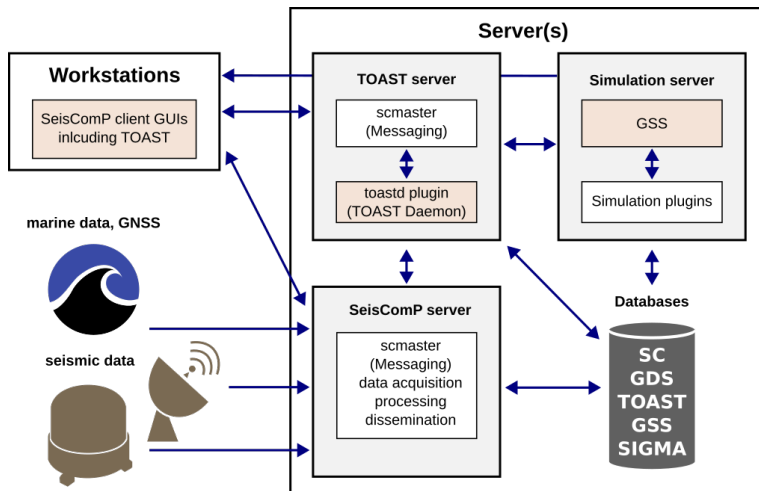 Server(s)
Workstations
SeisComP client GUIs
inlcuding TOAST
TOAST server
scmaster
(Messaging)
toastd plugin
(TOAST Daemon)
Simulation server
GSS
Simulation plugins
marine data, GNSS
seismic data
SeisComP server
scmaster
(Messaging)
data acquisition
processing
dissemination
Databases
SC
GDS
TOAST
GSS
SIGMA